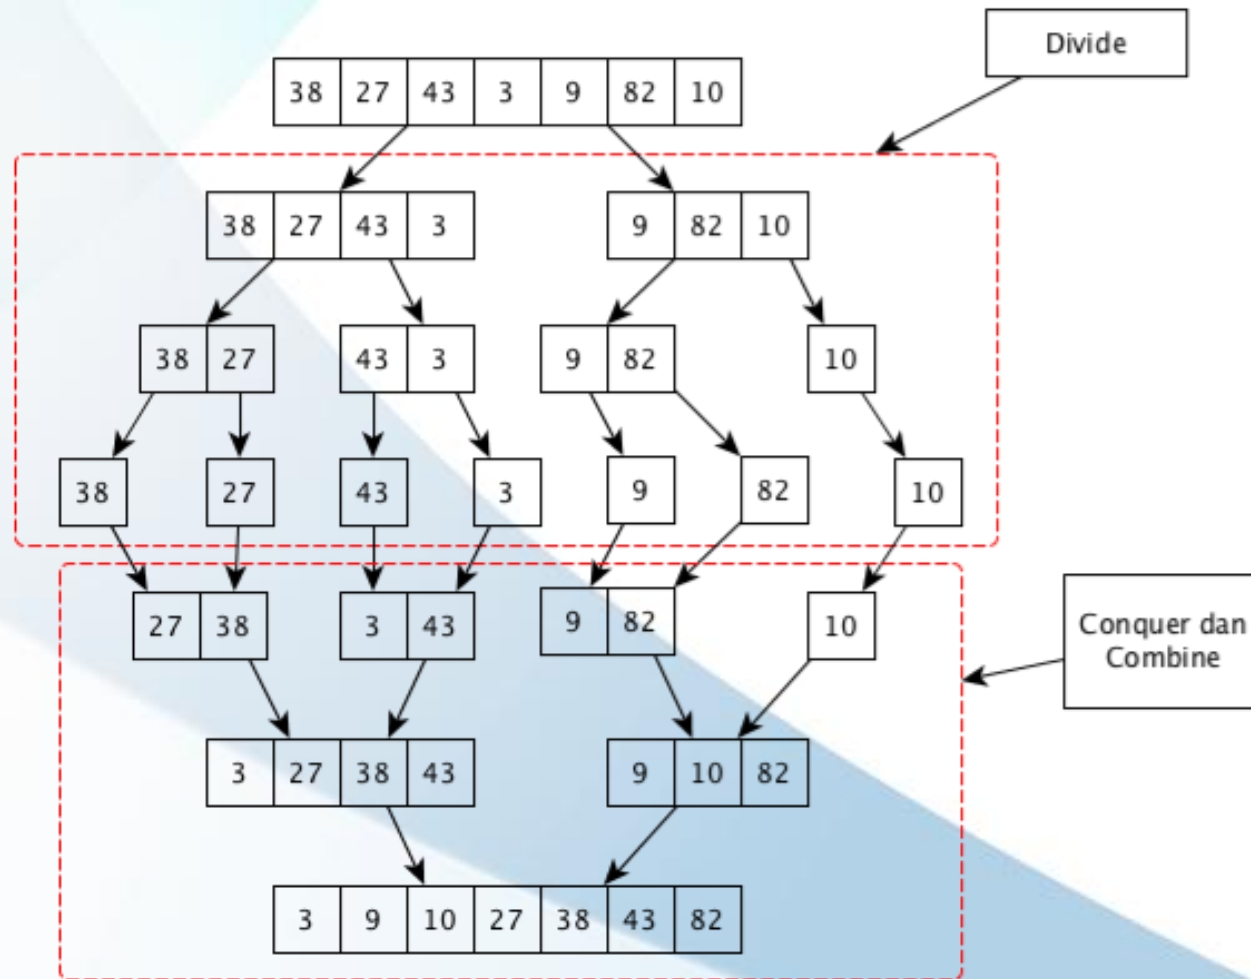 Divide
38 27 43 3 9 82 10
38 27 43 3 9 82 10
38 27 43 3 9 82 10
38 27 43 3 9 82 10
27 38 3 43 9 82 10
Conquer dan
Combine
3 27 38 43 9 10 82
3 9 10 27 38 43 82